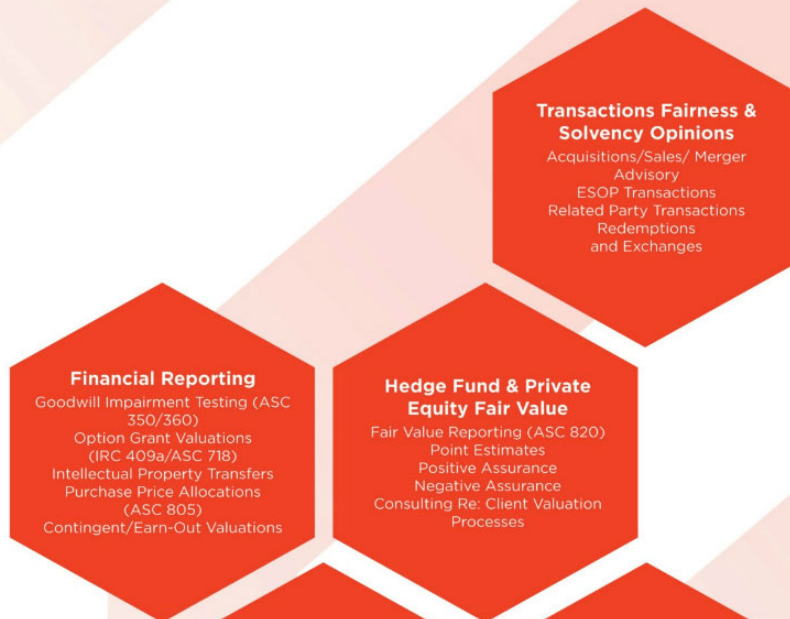 Transactions Fairness &
Solvency Opinions
Acquisitions/Sales/ Merger
Advisory
ESOP Transactions
Related Party Transactions
Redemptions
and Exchanges
Financial Reporting
Goodwill Impairment Testing (ASC
350/360)
Option Grant Valuations
(IRC 409a/ASC 718)
Intellectual Property Transfers
Purchase Price Allocations
(ASC 805)
Contingent/Earn-Out Valuations
Hedge Fund & Private
Equity Fair Value
Fair Value Reporting (ASC 820)
Point Estimates
Positive Assurance
Negative Assurance
Consulting Re: Client Valuation
Processes